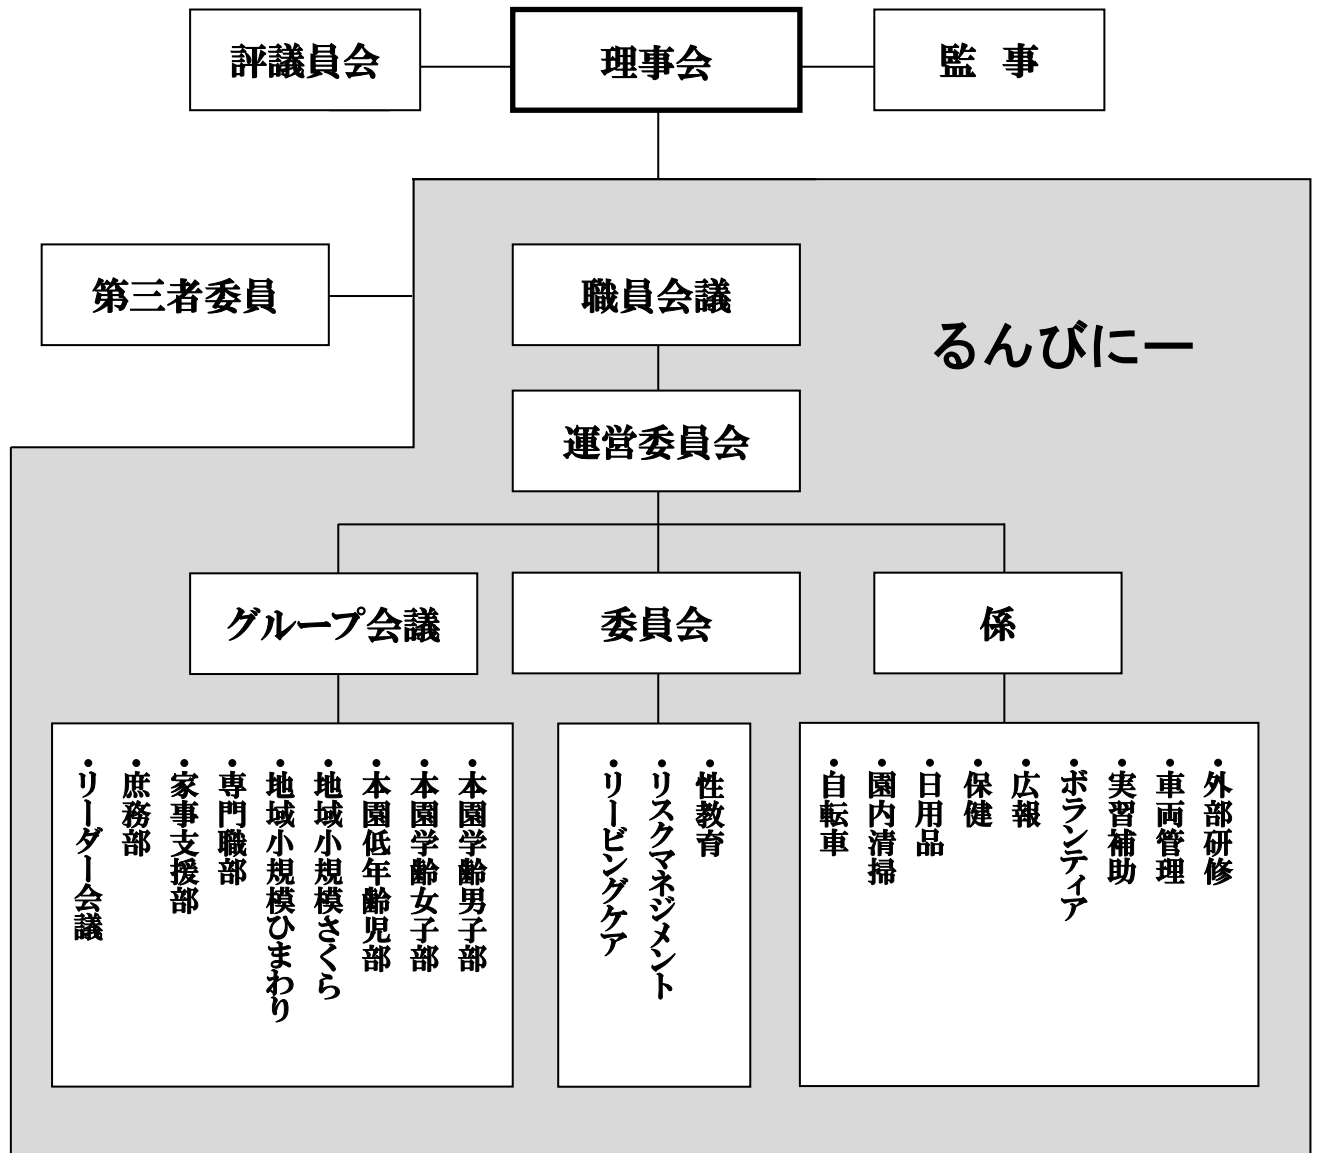 評議員会
理事会
監　事
第三者委員
職員会議
るんびにー
運営委員会
グループ会議
委員会
係
・本園学齢男子部
・本園学齢女子部
・本園低年齢児部
・地域小規模さくら
・地域小規模ひまわり
・専門職部
・家事支援部
・庶務部
・リーダー会議
・性教育
・リスクマネジメント
・リービングケア
・外部研修
・車両管理
・実習補助
・ボランティア
・広報
・保健
・日用品
・園内清掃
・自転車